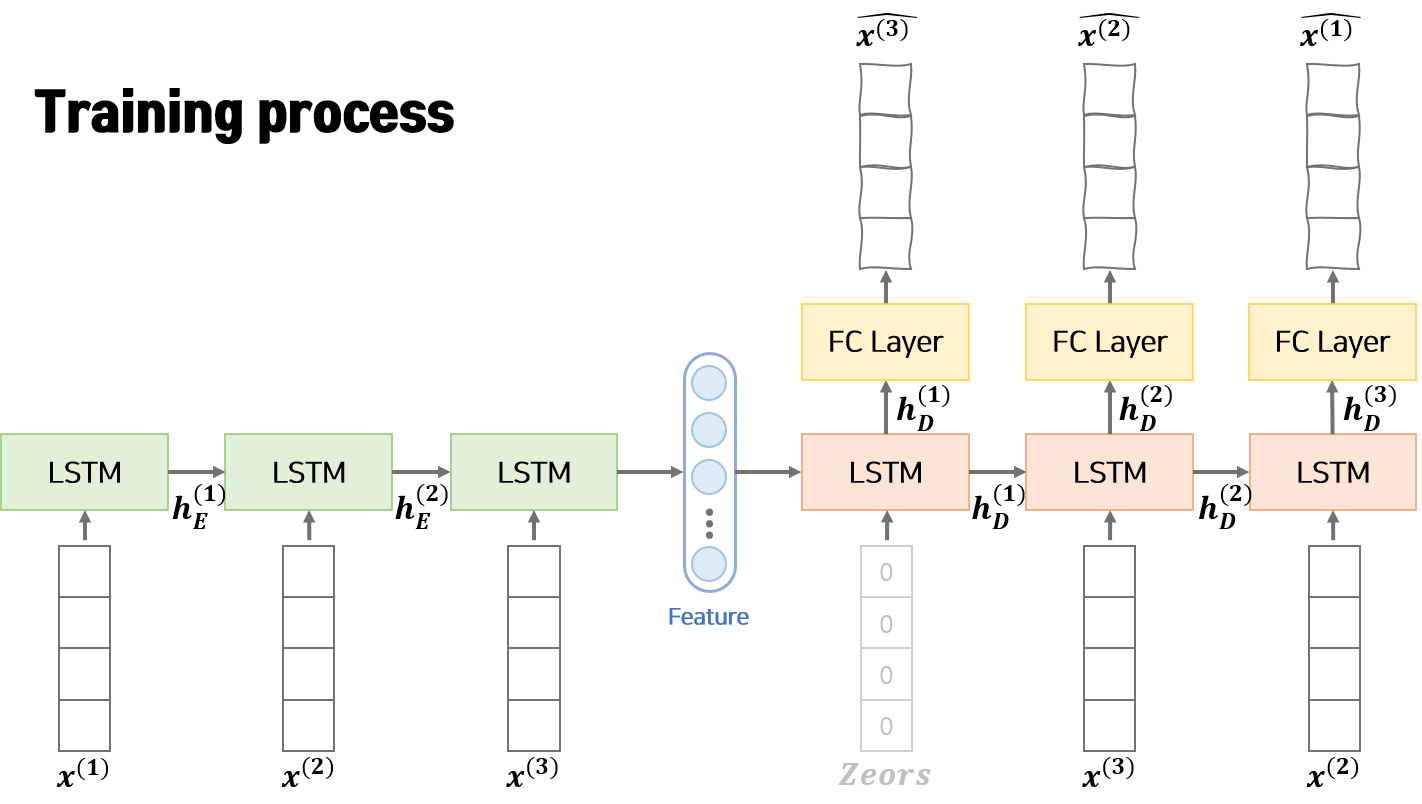 Training process
$\widehat{x^{(3)}}$ $\widehat{x^{(2)}}$ $\widehat{x^{(1)}}$
FC Layer FC Layer FC Layer
$h_D^{(1)}$ $h_D^{(2)}$ $h_D^{(3)}$
LSTM LSTM LSTM LSTM LSTM LSTM
$h_E^{(1)}$ $h_E^{(2)}$ $h_D^{(1)}$ $h_D^{(2)}$
Feature
0
0
0
0
$x^{(1)}$ $x^{(2)}$ $x^{(3)}$ Zeors $x^{(3)}$ $x^{(2)}$